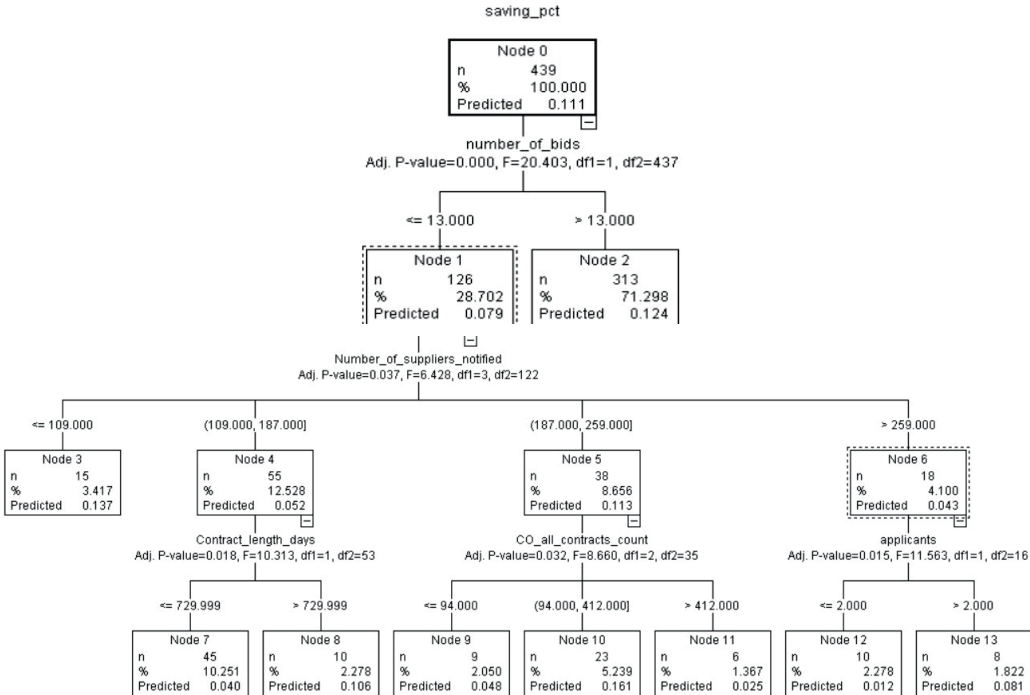 saving_pct
Node 0
n 439
% 100.000
Predicted 0.111
number_of_bids
Adj. P-value=0.000, F=20.403, df1=1, df2=437
<= 13.000 > 13.000
Node 1 Node 2
n 126 n 313
% 28.702 % 71.298
Predicted 0.079 Predicted 0.124
Number_of_suppliers_notified
Adj. P-value=0.037, F=6.428, df1=3, df2=122
<= 109.000 (109.000, 187.000] (187.000, 259.000] > 259.000
Node 3 Node 4 Node 5 Node 6
n 15 n 55 n 38 n 18
% 3.417 % 12.528 % 8.656 % 4.100
Predicted 0.137 Predicted 0.052 Predicted 0.113 Predicted 0.043
Contract_length_days CO_all_contracts_count applicants
Adj. P-value=0.018, F=10.313, df1=1, df2=53 Adj. P-value=0.032, F=8.660, df1=2, df2=35 Adj. P-value=0.015, F=11.563, df1=1, df2=16
<= 729.999 > 729.999 <= 94.000 (94.000, 412.000] > 412.000 <= 2.000 > 2.000
Node 7 Node 8 Node 9 Node 10 Node 11 Node 12 Node 13
n 45 n 10 n 9 n 23 n 6 n 10 n 8
% 10.251 % 2.278 % 2.050 % 5.239 % 1.367 % 2.278 % 1.822
Predicted 0.040 Predicted 0.106 Predicted 0.048 Predicted 0.161 Predicted 0.025 Predicted 0.012 Predicted 0.081